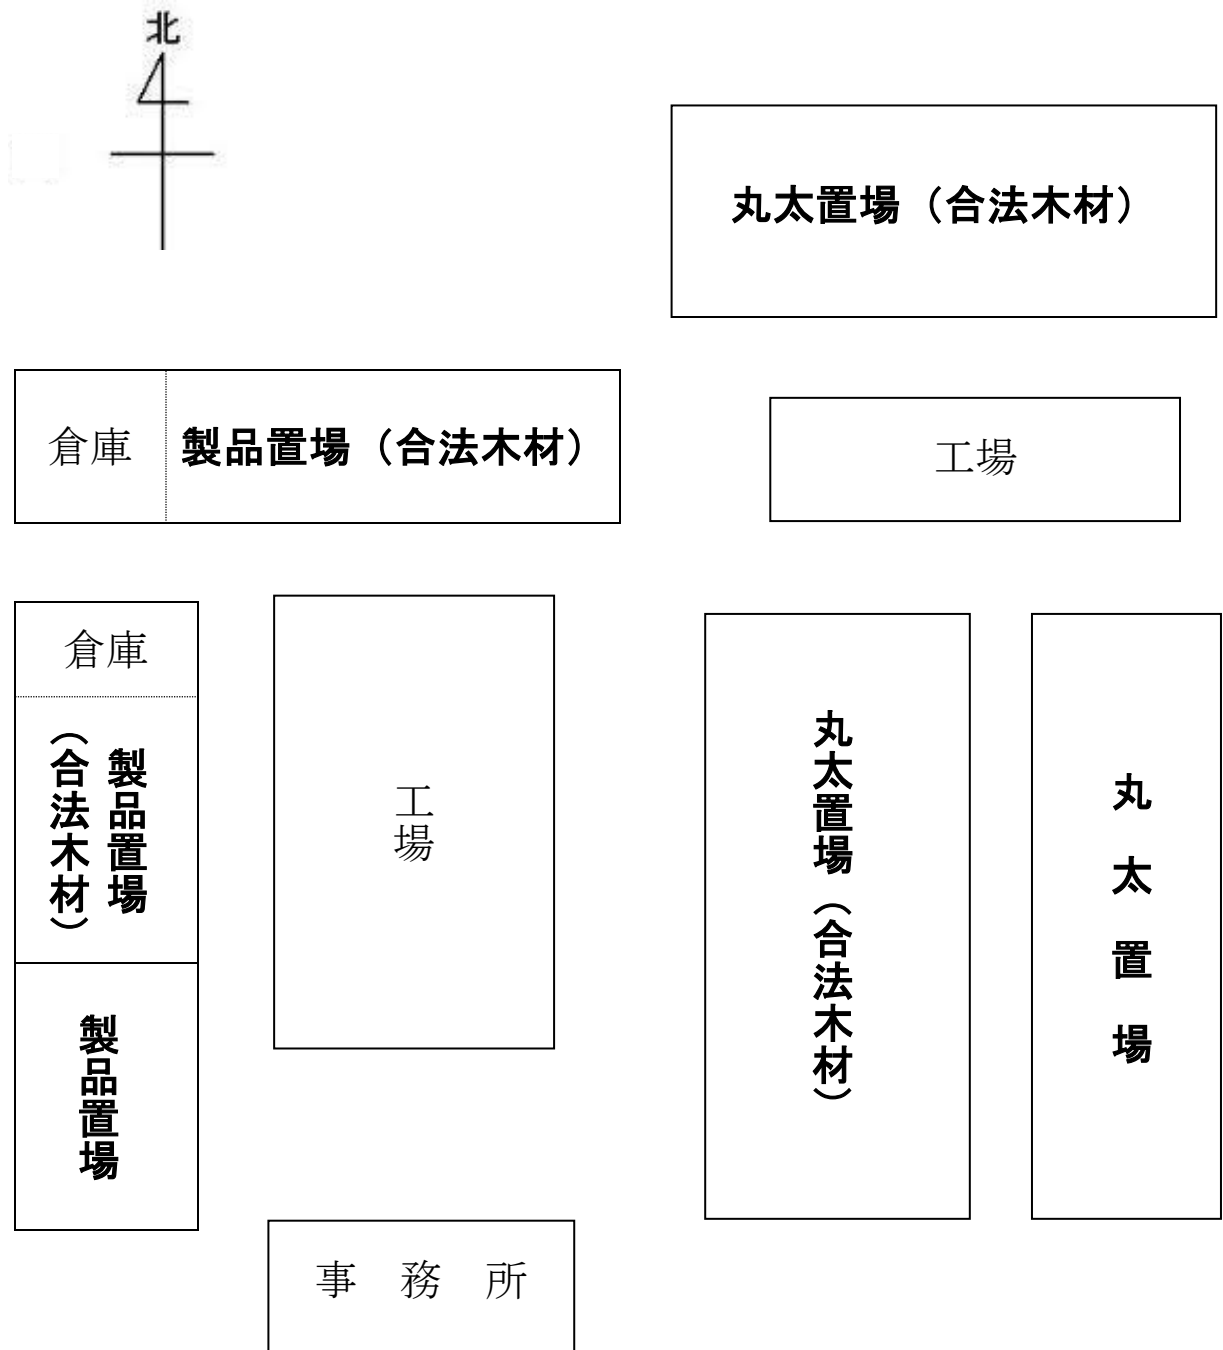 北
丸太置場（合法木材）
倉庫
製品置場（合法木材）
工場
倉庫
製品置場
（合法木材）
製品置場
工場
丸太置場（合法木材）
丸太置場
事　務　所